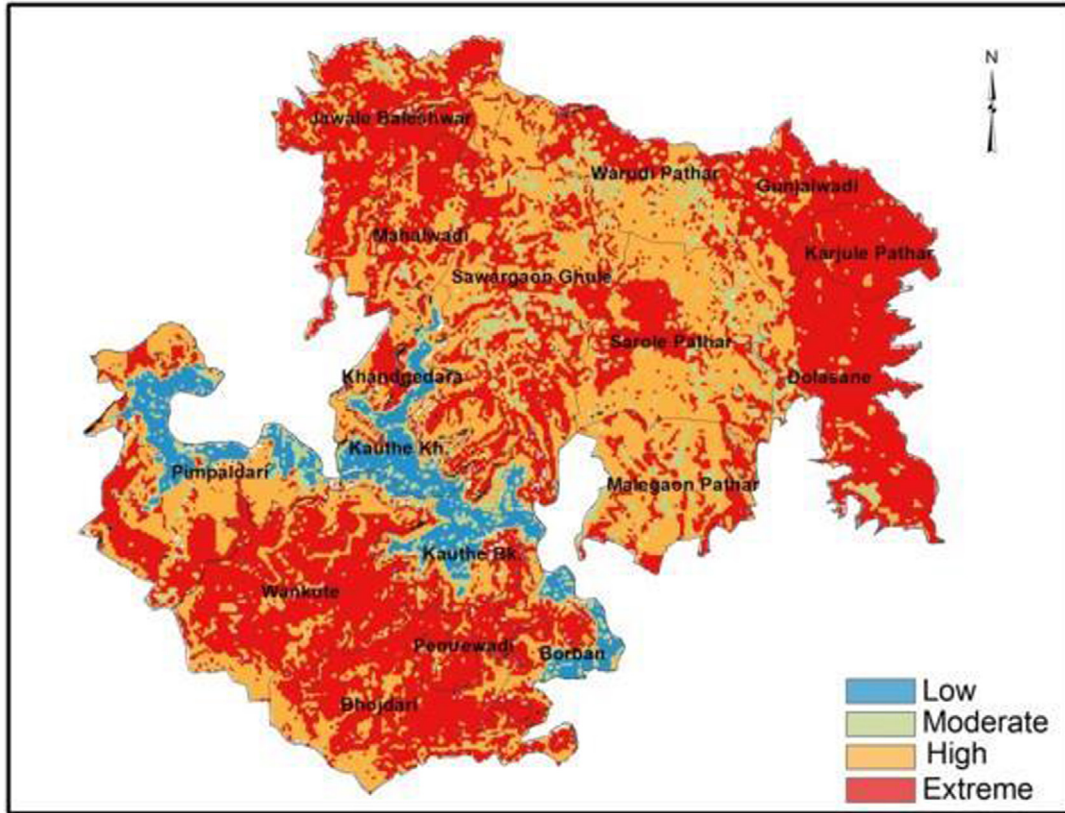 N
Jawale Baleshwar
Warudi Pathar
Gunjalwadi
Mahalwadi
Karjule Pathar
Sawargaon Ghule
Sarole Pathar
Khandgedara
Dolasane
Kauthe Kh.
Pimpaldari
Malegaon Pathar
Kauthe Bk.
Wankute
Borban
Bhojdari
Low
Moderate
High
Extreme